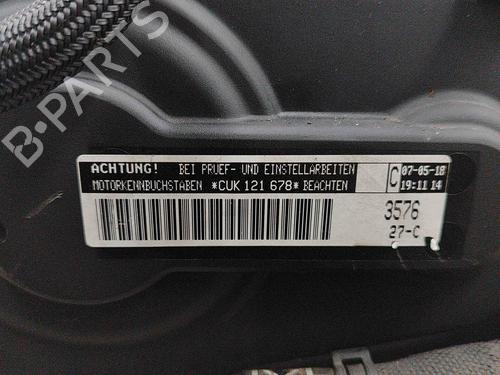 B-PARTS
ACHTUNG! BEI PRUEF- UND EINSTELLARBEITEN
MOTORKENNBUCHSTABEN *CUK 121 678* BEACHTEN
C 07-05-18
19:11 14
3576
27-C